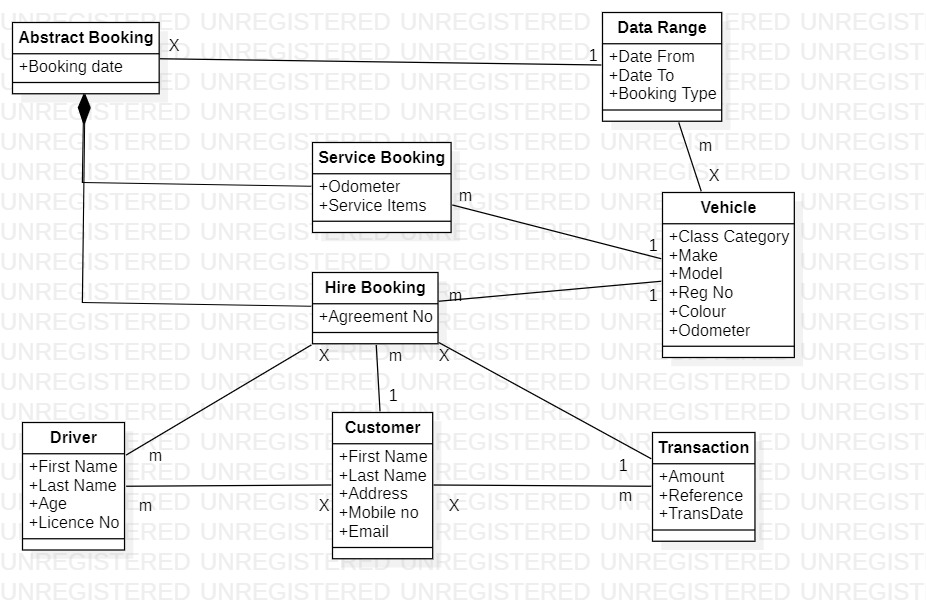 Abstract Booking
+Booking date
X
1
Data Range
+Date From
+Date To
+Booking Type
m
X
Service Booking
+Odometer
+Service Items
m
1
Vehicle
+Class Category
+Make
+Model
+Reg No
+Colour
+Odometer
Hire Booking
+Agreement No
m
1
X
m
X
1
Driver
+First Name
+Last Name
+Age
+Licence No
m
m
X
Customer
+First Name
+Last Name
+Address
+Mobile no
+Email
X
1
m
Transaction
+Amount
+Reference
+TransDate
UNREGISTERED